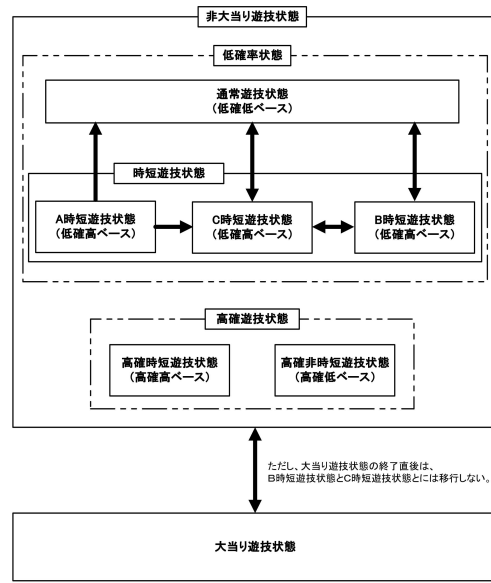 非大当り遊技状態
低確率状態
通常遊技状態
(低確低ベース)
時短遊技状態
A時短遊技状態
(低確高ベース)
C時短遊技状態
(低確高ベース)
B時短遊技状態
(低確高ベース)
高確遊技状態
高確時短遊技状態
(高確高ベース)
高確非時短遊技状態
(高確低ベース)
ただし、大当り遊技状態の終了直後は、
B時短遊技状態とC時短遊技状態とには移行しない。
大当り遊技状態